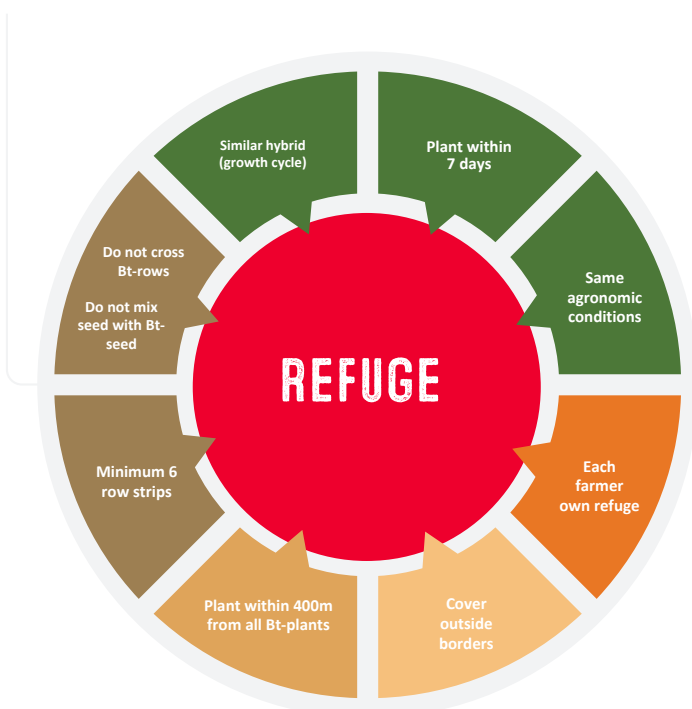 Similar hybrid
(growth cycle)
Plant within
7 days
Same
agronomic
conditions
Each
farmer
own refuge
Cover
outside
borders
Plant within 400m
from all Bt-plants
Minimum 6
row strips
Do not cross
Bt-rows
Do not mix
seed with Bt-
seed
REFUGE